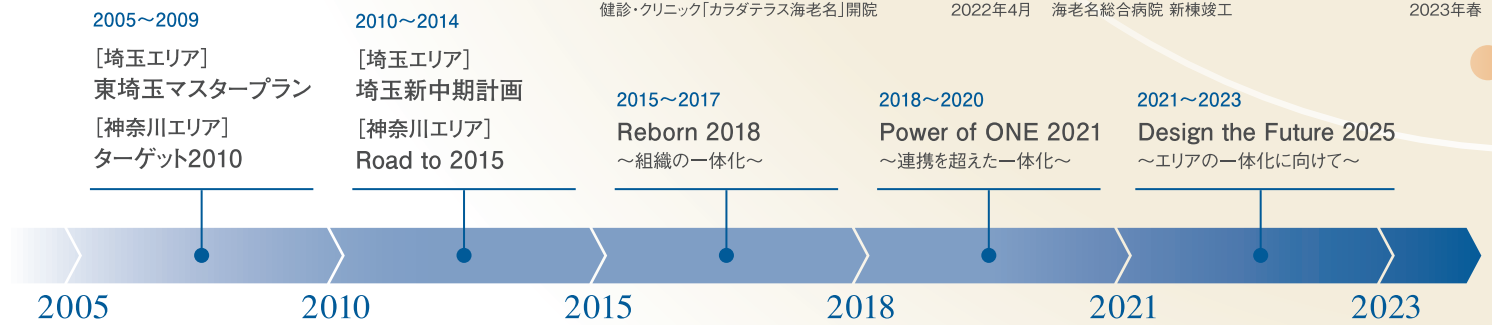 健診・クリニック「カラダテラス海老名」開院
2022年4月 海老名総合病院 新棟竣工
2023年春
2005〜2009
［埼玉エリア］
東埼玉マスタープラン
［神奈川エリア］
ターゲット2010
2010〜2014
［埼玉エリア］
埼玉新中期計画
［神奈川エリア］
Road to 2015
2015〜2017
Reborn 2018
〜組織の一体化〜
2018〜2020
Power of ONE 2021
〜連携を超えた一体化〜
2021〜2023
Design the Future 2025
〜エリアの一体化に向けて〜
2005
2010
2015
2018
2021
2023